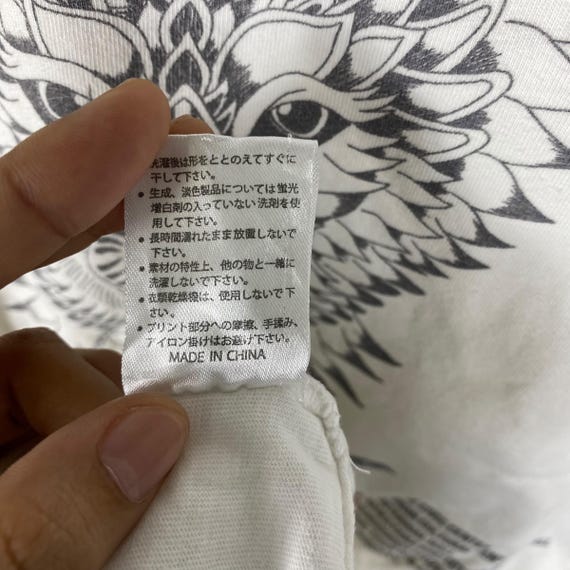 洗濯後は形をととのえてすぐに
干して下さい。
● 生成、淡色製品については蛍光
増白剤の入っていない洗剤を使
用して下さい。
● 長時間濡れたまま放置しないで
下さい。
● 素材の特性上、他の物と一緒に
洗濯しないで下さい。
● 衣類乾燥機は、使用しないで下
さい。
● プリント部分への摩擦、手揉み、
アイロン掛けはお避け下さい。
MADE IN CHINA